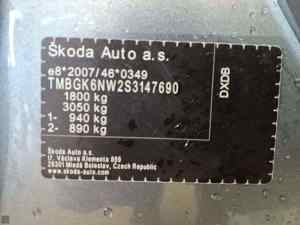 Škoda Auto a.s.
e8*2007/46*0349
TMBGK6NW2S3147690
1800 kg
3050 kg
1- 940 kg
2- 890 kg
DXDB
Škoda Auto a.s.
tř. Václava Klementa 869
29301 Mladá Boleslav, Czech Republic
www.skoda-auto.com